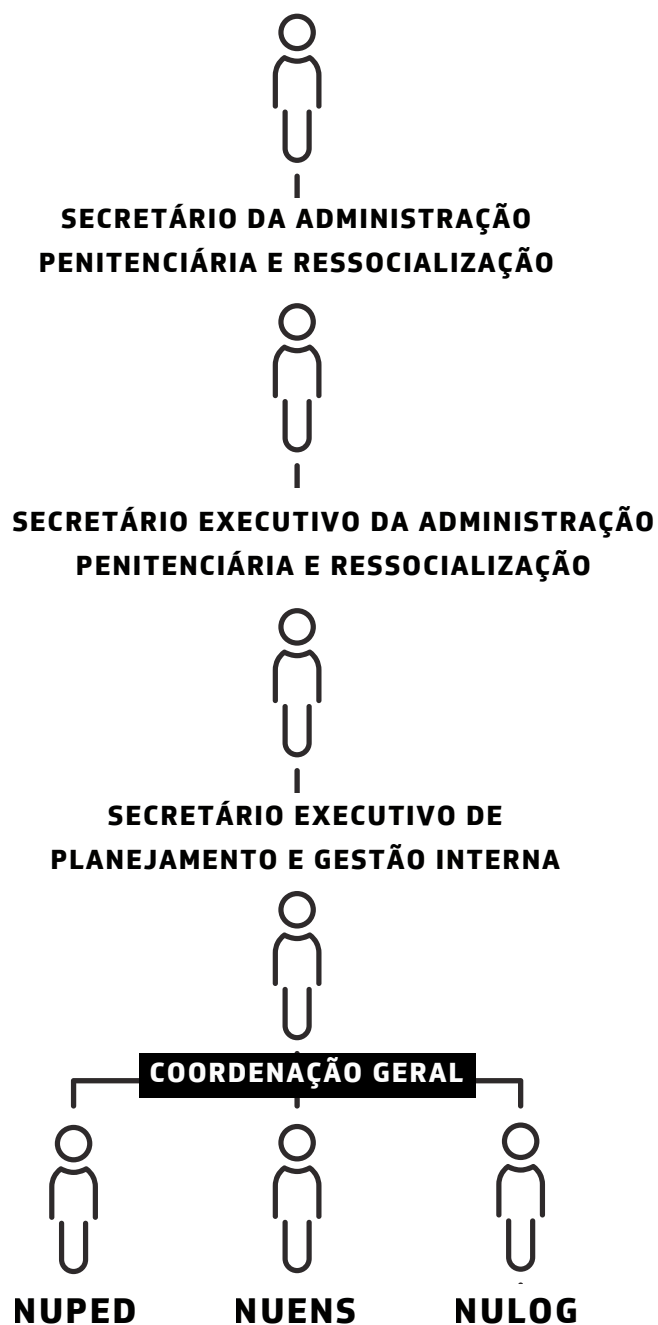 SECRETÁRIO DA ADMINISTRAÇÃO
PENITENCIÁRIA E RESSOCIALIZAÇÃO
SECRETÁRIO EXECUTIVO DA ADMINISTRAÇÃO
PENITENCIÁRIA E RESSOCIALIZAÇÃO
SECRETÁRIO EXECUTIVO DE
PLANEJAMENTO E GESTÃO INTERNA
COORDENAÇÃO GERAL
NUPED NUENS NULOG